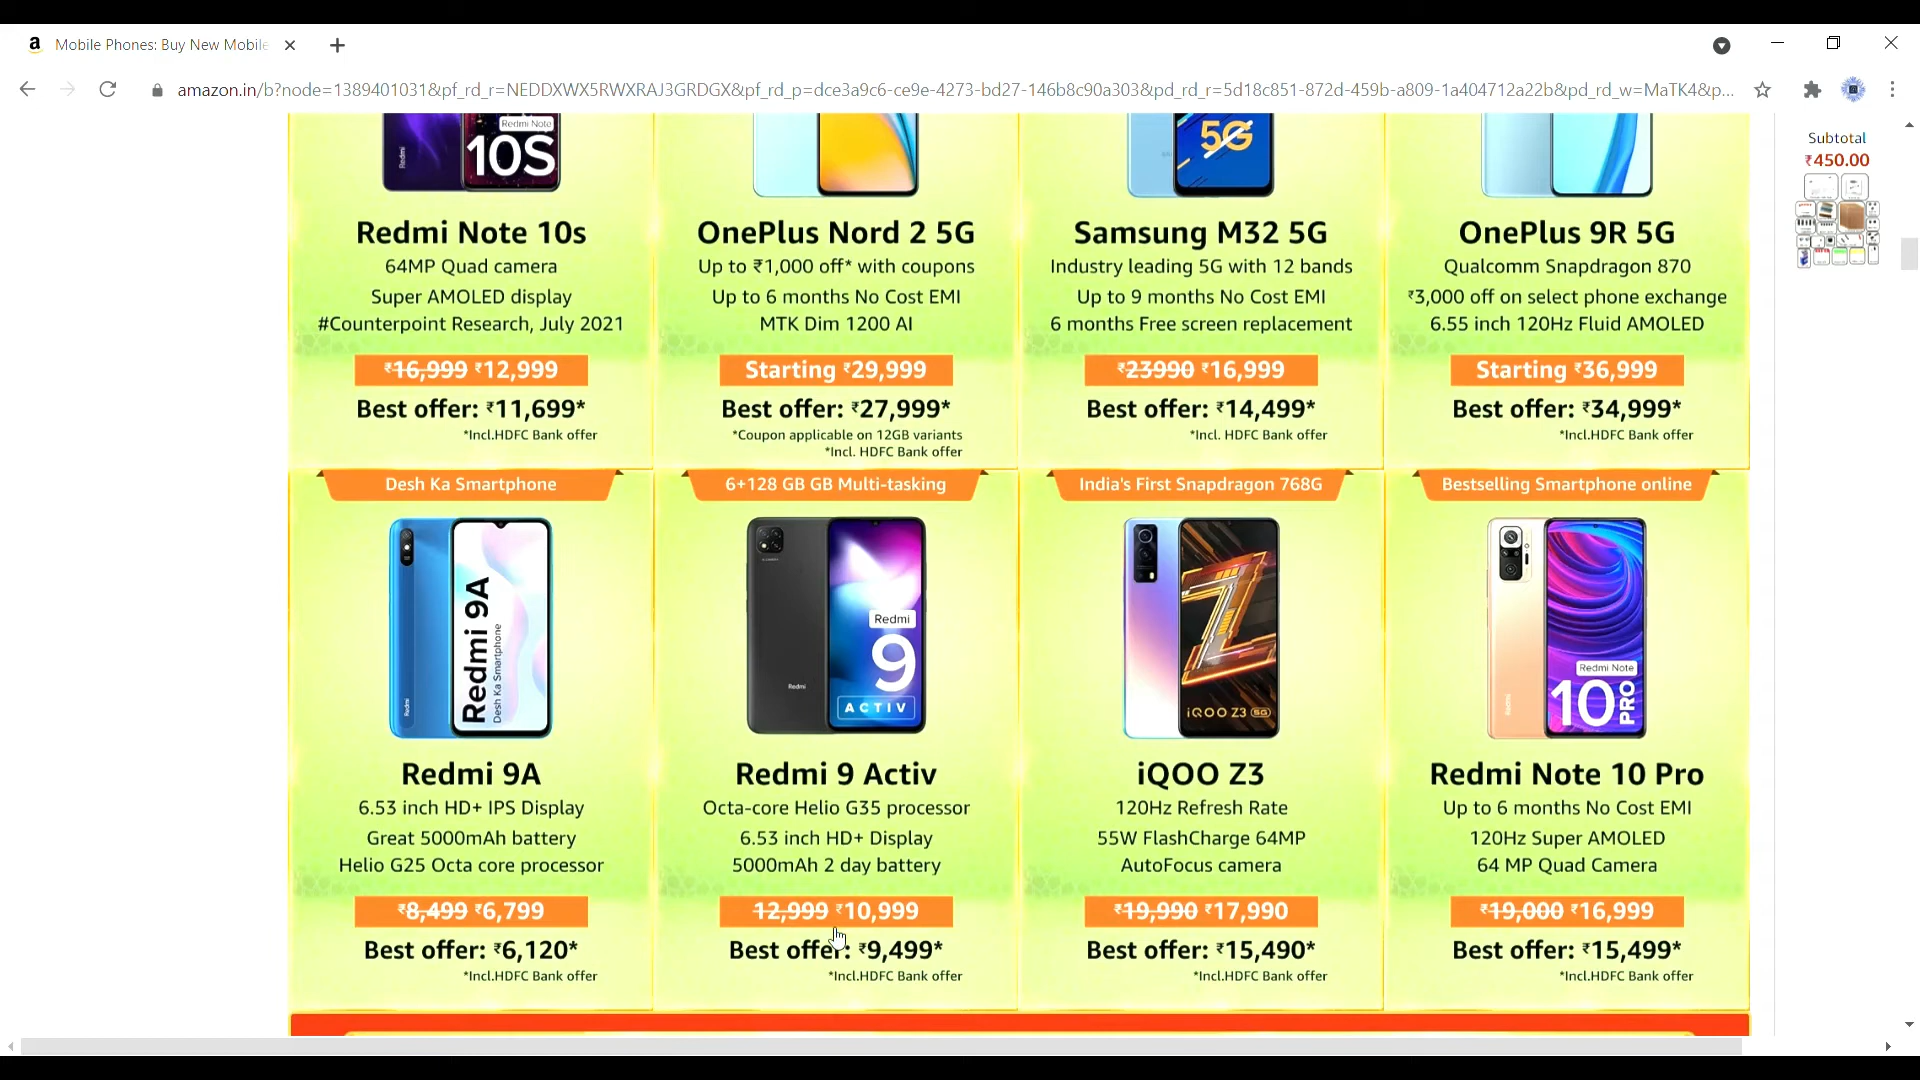 a Mobile Phones: Buy New Mobile
amazon.in/b?node=1389401031&pf_rd_r=NEDDXWX5RWXRAJ3GRDGX&pf_rd_p=dce3a9c6-ce9e-4273-bd27-146b8c90a303&pd_rd_r=5d18c851-872d-459b-a809-1a404712a22b&pd_rd_w=MaTK4&p...
Subtotal
₹450.00
Redmi
Redmi Note
10S
5G
Redmi Note 10s
64MP Quad camera
Super AMOLED display
#Counterpoint Research, July 2021
₹16,999 ₹12,999
Best offer: ₹11,699*
*Incl.HDFC Bank offer
OnePlus Nord 2 5G
Up to ₹1,000 off* with coupons
Up to 6 months No Cost EMI
MTK Dim 1200 AI
Starting ₹29,999
Best offer: ₹27,999*
*Coupon applicable on 12GB variants
*Incl. HDFC Bank offer
Samsung M32 5G
Industry leading 5G with 12 bands
Up to 9 months No Cost EMI
6 months Free screen replacement
₹23990 ₹16,999
Best offer: ₹14,499*
*Incl. HDFC Bank offer
OnePlus 9R 5G
Qualcomm Snapdragon 870
₹3,000 off on select phone exchange
6.55 inch 120Hz Fluid AMOLED
Starting ₹36,999
Best offer: ₹34,999*
*Incl.HDFC Bank offer
Desh Ka Smartphone
Redmi
Redmi 9A
Desh Ka Smartphone
Redmi 9A
6.53 inch HD+ IPS Display
Great 5000mAh battery
Helio G25 Octa core processor
₹8,499 ₹6,799
Best offer: ₹6,120*
*Incl.HDFC Bank offer
6+128 GB GB Multi-tasking
Redmi
Redmi
9
ACTIV
Redmi 9 Activ
Octa-core Helio G35 processor
6.53 inch HD+ Display
5000mAh 2 day battery
12,999 ₹10,999
Best offer: ₹9,499*
*Incl.HDFC Bank offer
India's First Snapdragon 768G
iQOO Z3 5G
iQOO Z3
120Hz Refresh Rate
55W FlashCharge 64MP
AutoFocus camera
₹19,990 ₹17,990
Best offer: ₹15,490*
*Incl.HDFC Bank offer
Bestselling Smartphone online
Redmi
Redmi Note
10 PRO
Redmi Note 10 Pro
Up to 6 months No Cost EMI
120Hz Super AMOLED
64 MP Quad Camera
₹19,000 ₹16,999
Best offer: ₹15,499*
*Incl.HDFC Bank offer